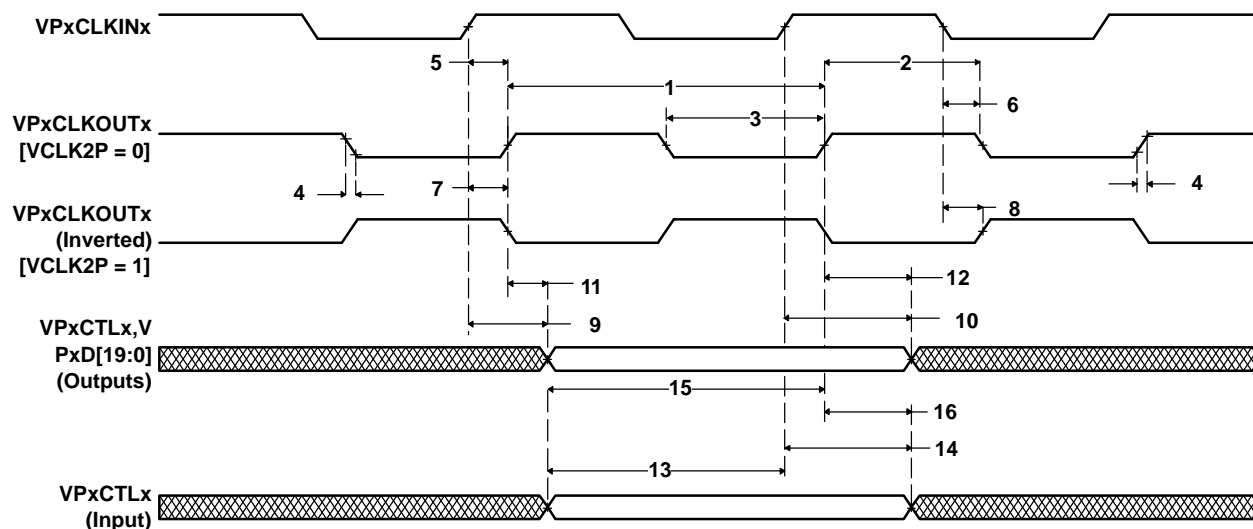 VPxCLKINx
5
2
1
6
VPxCLKOUTx
[VCLK2P = 0]
3
4
7
4
VPxCLKOUTx
(Inverted)
[VCLK2P = 1]
8
11
12
9
10
VPxCTLx,V
PxD[19:0]
(Outputs)
15
16
14
13
VPxCTLx
(Input)